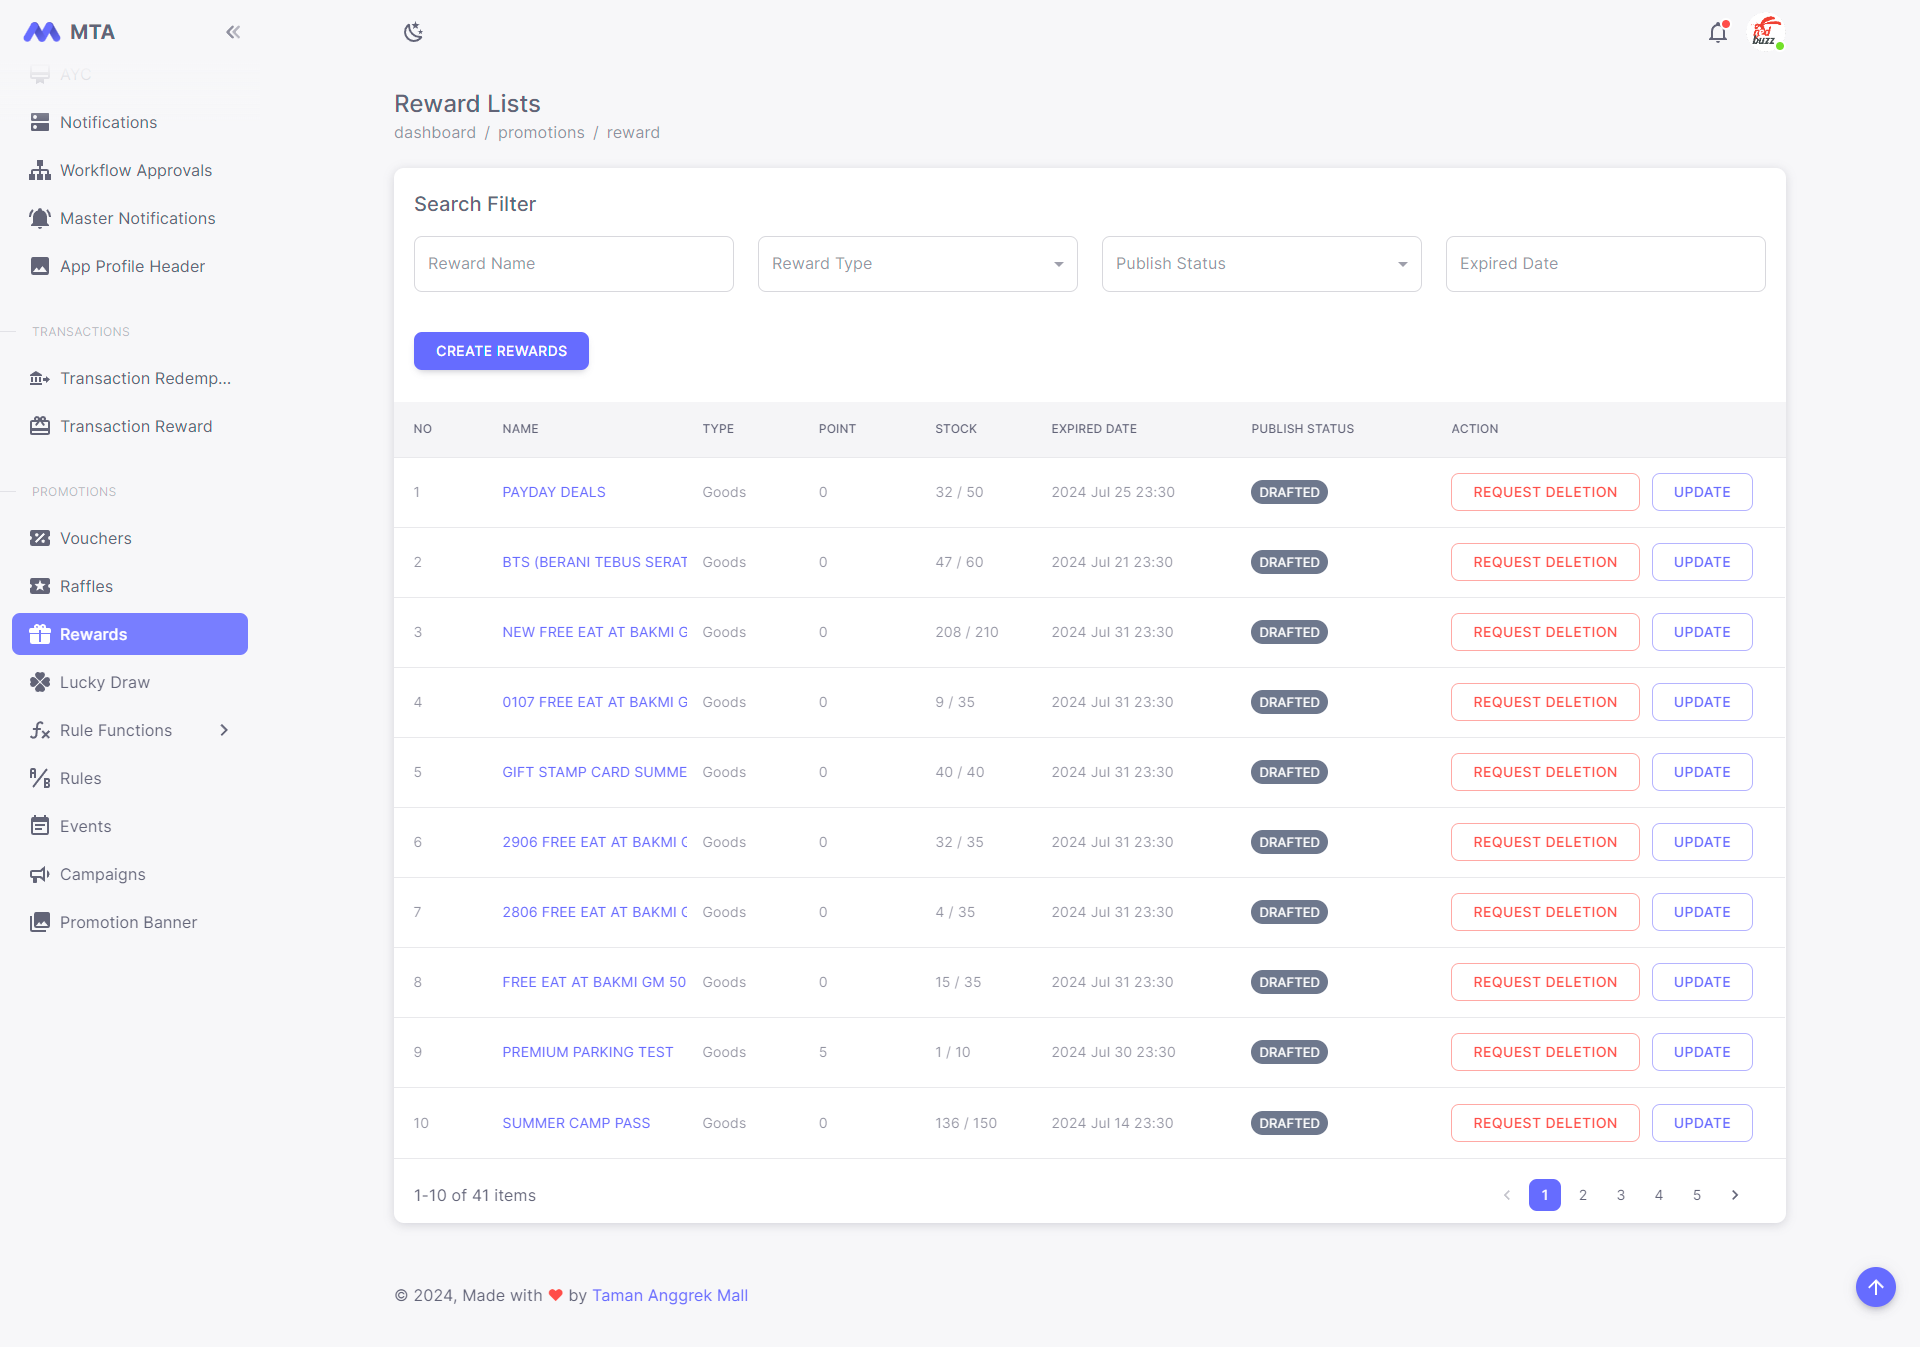 MTA
AYC
Notifications
Workflow Approvals
Master Notifications
App Profile Header
TRANSACTIONS
Transaction Redemp...
Transaction Reward
PROMOTIONS
Vouchers
Raffles
Rewards
Lucky Draw
Rule Functions
Rules
Events
Campaigns
Promotion Banner
buzz
Reward Lists
dashboard / promotions / reward
Search Filter
Reward Name Reward Type Publish Status Expired Date
CREATE REWARDS
NO NAME TYPE POINT STOCK EXPIRED DATE PUBLISH STATUS ACTION
1 PAYDAY DEALS Goods 0 32 / 50 2024 Jul 25 23:30 DRAFTED REQUEST DELETION UPDATE
2 BTS (BERANI TEBUS SERAT Goods 0 47 / 60 2024 Jul 21 23:30 DRAFTED REQUEST DELETION UPDATE
3 NEW FREE EAT AT BAKMI G Goods 0 208 / 210 2024 Jul 31 23:30 DRAFTED REQUEST DELETION UPDATE
4 0107 FREE EAT AT BAKMI G Goods 0 9 / 35 2024 Jul 31 23:30 DRAFTED REQUEST DELETION UPDATE
5 GIFT STAMP CARD SUMME Goods 0 40 / 40 2024 Jul 31 23:30 DRAFTED REQUEST DELETION UPDATE
6 2906 FREE EAT AT BAKMI G Goods 0 32 / 35 2024 Jul 31 23:30 DRAFTED REQUEST DELETION UPDATE
7 2806 FREE EAT AT BAKMI G Goods 0 4 / 35 2024 Jul 31 23:30 DRAFTED REQUEST DELETION UPDATE
8 FREE EAT AT BAKMI GM 50 Goods 0 15 / 35 2024 Jul 31 23:30 DRAFTED REQUEST DELETION UPDATE
9 PREMIUM PARKING TEST Goods 5 1 / 10 2024 Jul 30 23:30 DRAFTED REQUEST DELETION UPDATE
10 SUMMER CAMP PASS Goods 0 136 / 150 2024 Jul 14 23:30 DRAFTED REQUEST DELETION UPDATE
1-10 of 41 items 1 2 3 4 5
© 2024, Made with ❤ by Taman Anggrek Mall